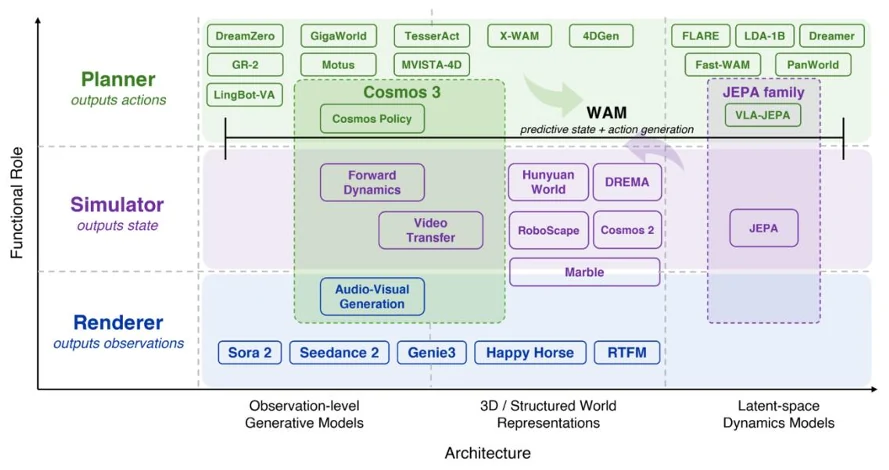 DreamZero
GigaWorld
TesserAct
X-WAM
4DGen
FLARE
LDA-1B
Dreamer
GR-2
Motus
MVISTA-4D
Fast-WAM
PanWorld
LingBot-VA
Planner
outputs actions
Cosmos 3
Cosmos Policy
JEPA family
VLA-JEPA
WAM
predictive state + action generation
Functional Role
Simulator
outputs state
Forward
Dynamics
Video
Transfer
Hunyuan
World
DREMA
RoboScape
Cosmos 2
Marble
JEPA
Renderer
outputs observations
Audio-Visual
Generation
Sora 2
Seedance 2
Genie3
Happy Horse
RTFM
Observation-level
Generative Models
3D / Structured World
Representations
Latent-space
Dynamics Models
Architecture